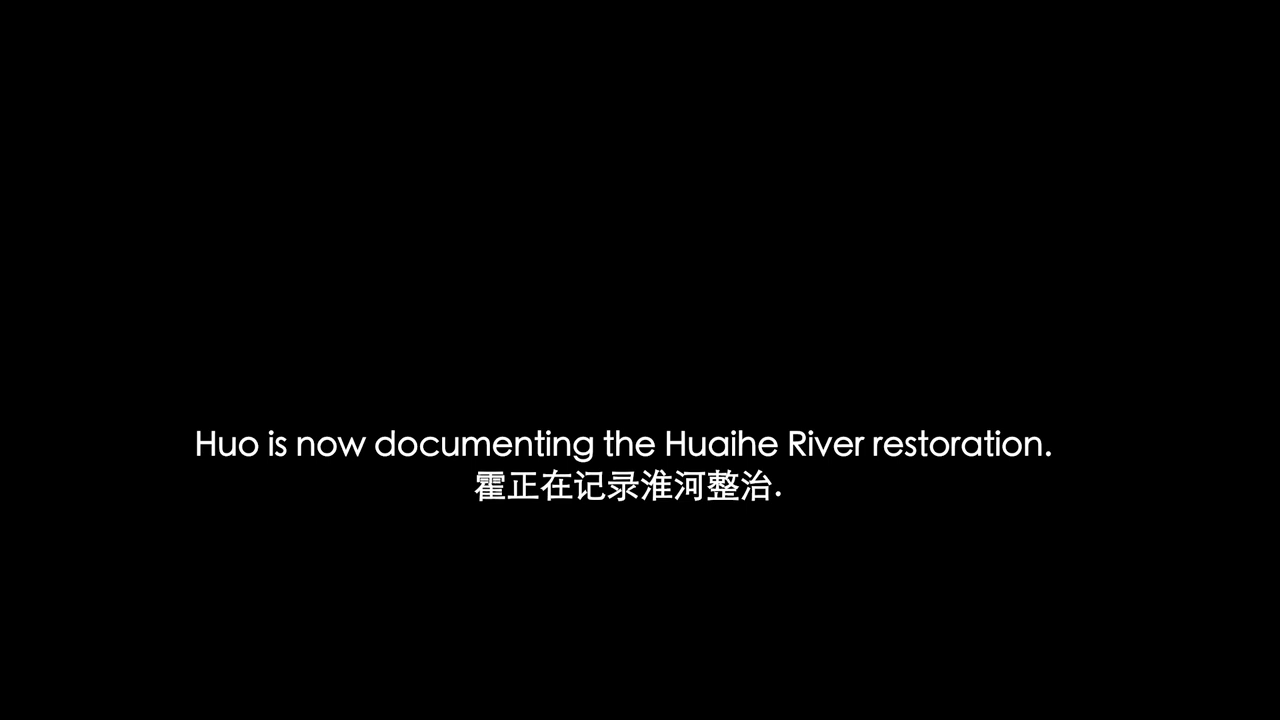 Huo is now documenting the Huaihe River restoration.
霍正在记录淮河整治.